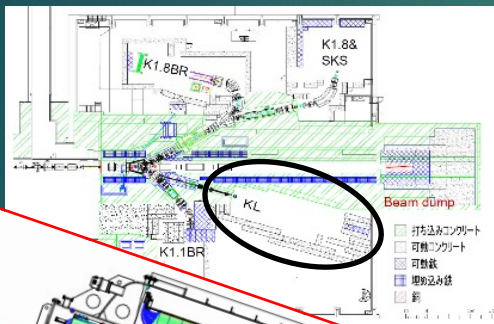 K1.8&
SKS
K1.8BR
KL
K1.1BR
Beam dump
打ち込みコンクリート
可動コンクリート
可動鉄
埋め込み鉄
銅